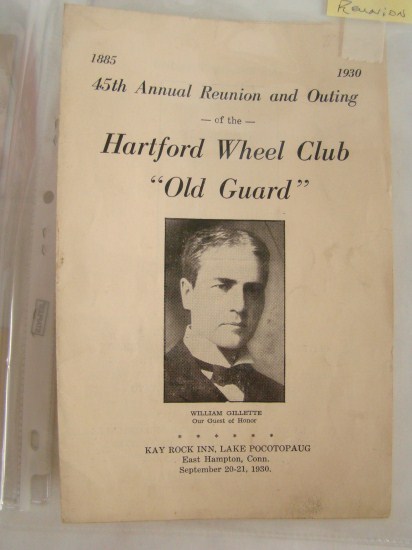 Reunions
1885
1930
45th Annual Reunion and Outing
— of the —
Hartford Wheel Club
"Old Guard"
WILLIAM GILLETTE
Our Guest of Honor
* * * * * *
KAY ROCK INN, LAKE POCOTOPAUG
East Hampton, Conn.
September 20-21, 1930.